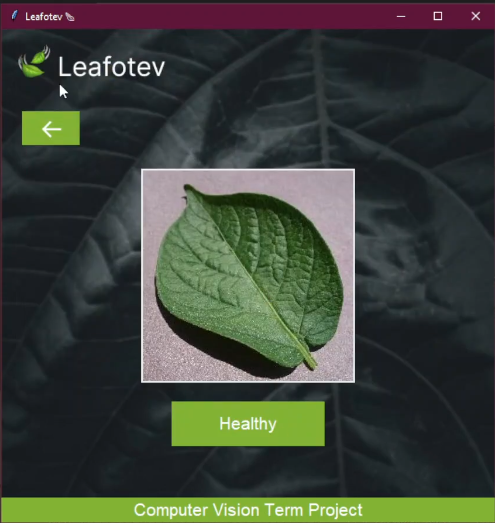 Leafotev
Leafotev
Healthy
Computer Vision Term Project